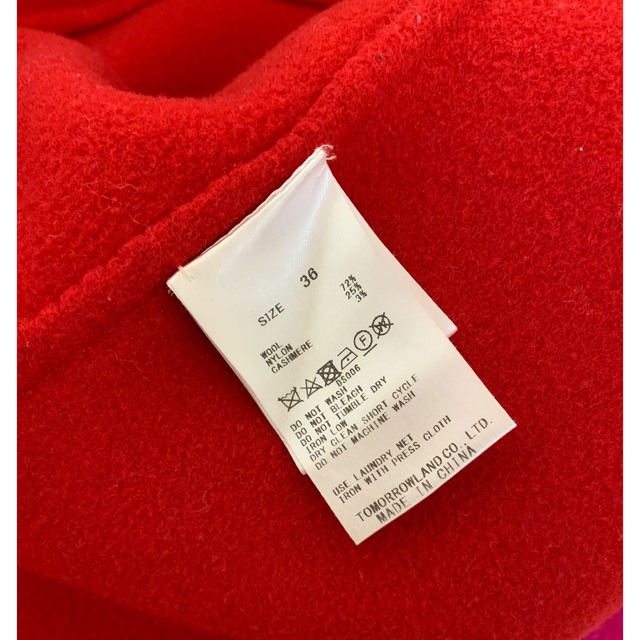 SIZE 36
WOOL 72%
NYLON 25%
CASHMERE 3%
DS006
DO NOT WASH
DO NOT BLEACH
DO NOT TUMBLE DRY
IRON LOW
DRY CLEAN SHORT CYCLE
DO NOT MACHINE WASH
USE LAUNDRY NET
IRON WITH PRESS CLOTH
TOMORROWLAND CO., LTD.
MADE IN CHINA